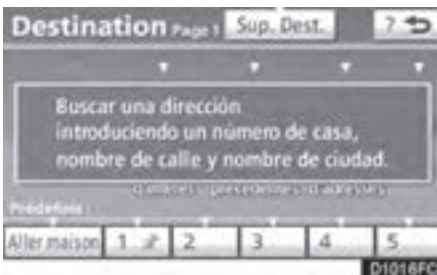 Destination Page 1 Sup. Dest. ?
Buscar una dirección
introduciendo un número de casa,
nombre de calle y nombre de ciudad.
Prédéfinis :
Aller maison 1 2 3 4 5
D1016FC